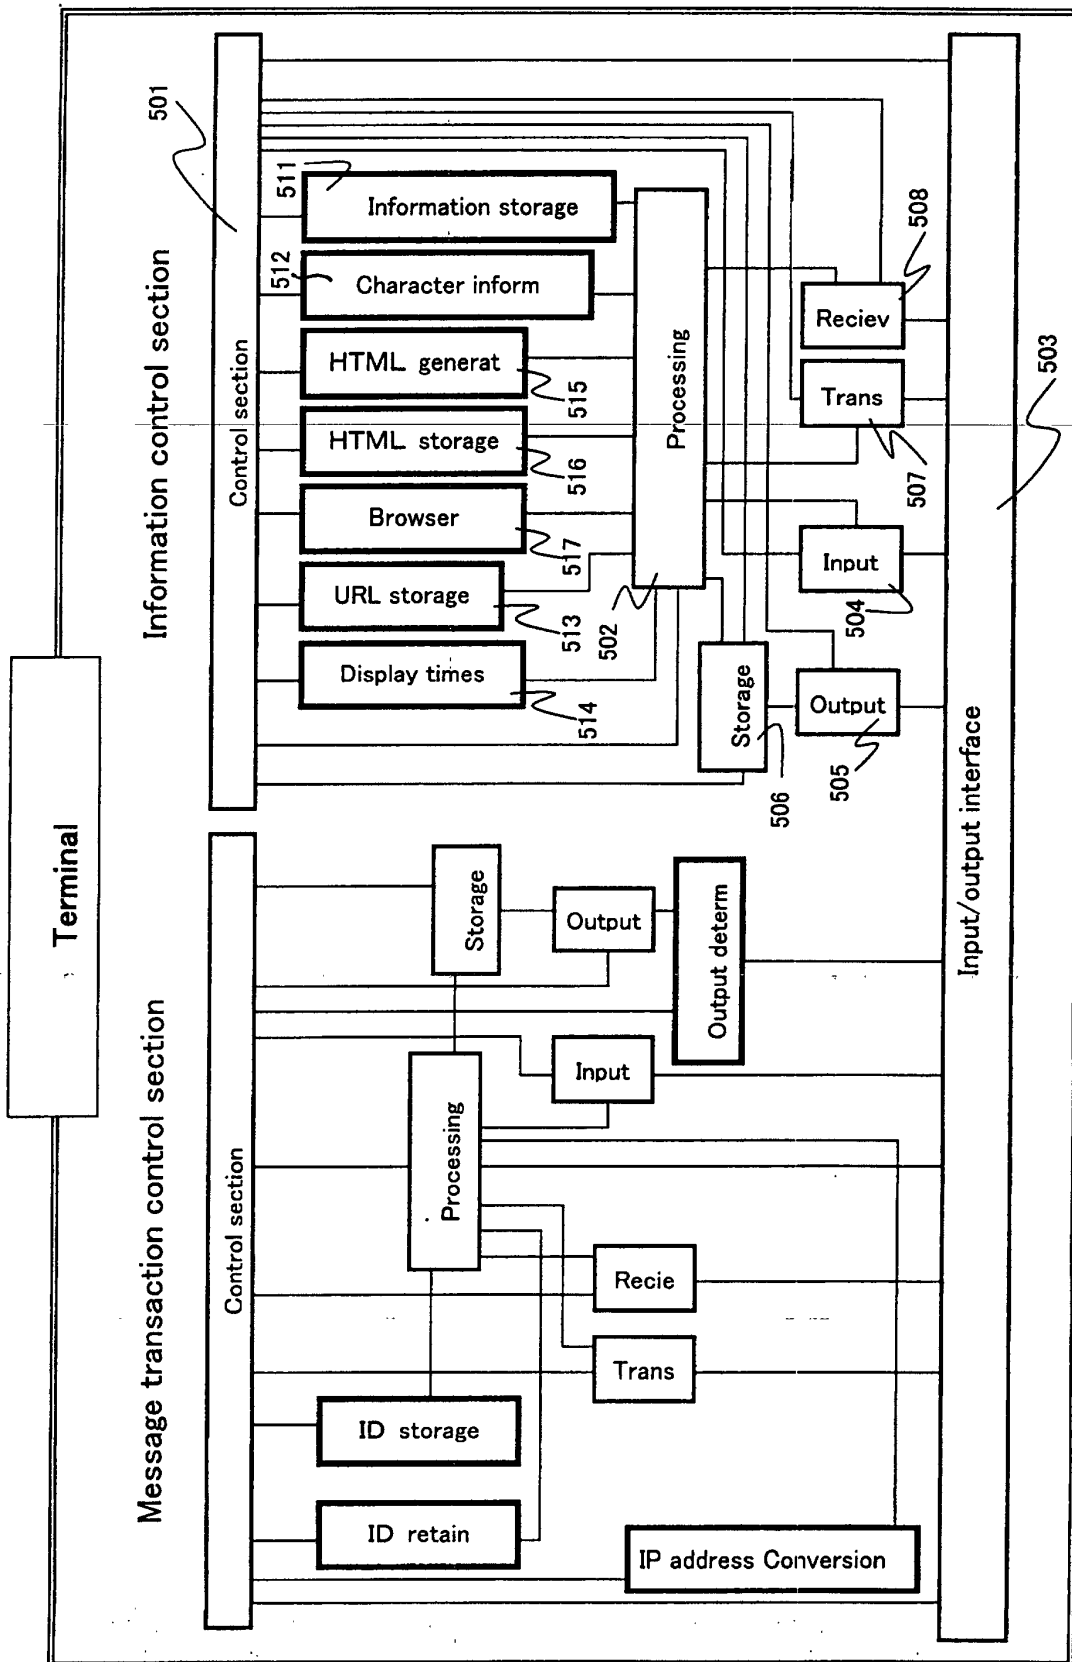 Terminal
Message transaction control section
Information control section
Control section
Control section
501
ID retain
ID storage
IP address Conversion
Trans
Recie
Processing
Input
Storage
Output
Output determ
Display times
514
URL storage
513
Browser
517
HTML storage
516
HTML generat
515
Character inform
512
Information storage
511
Processing
502
Storage
506
Output
505
Input
504
Trans
507
Reciev
508
Input/output interface
503